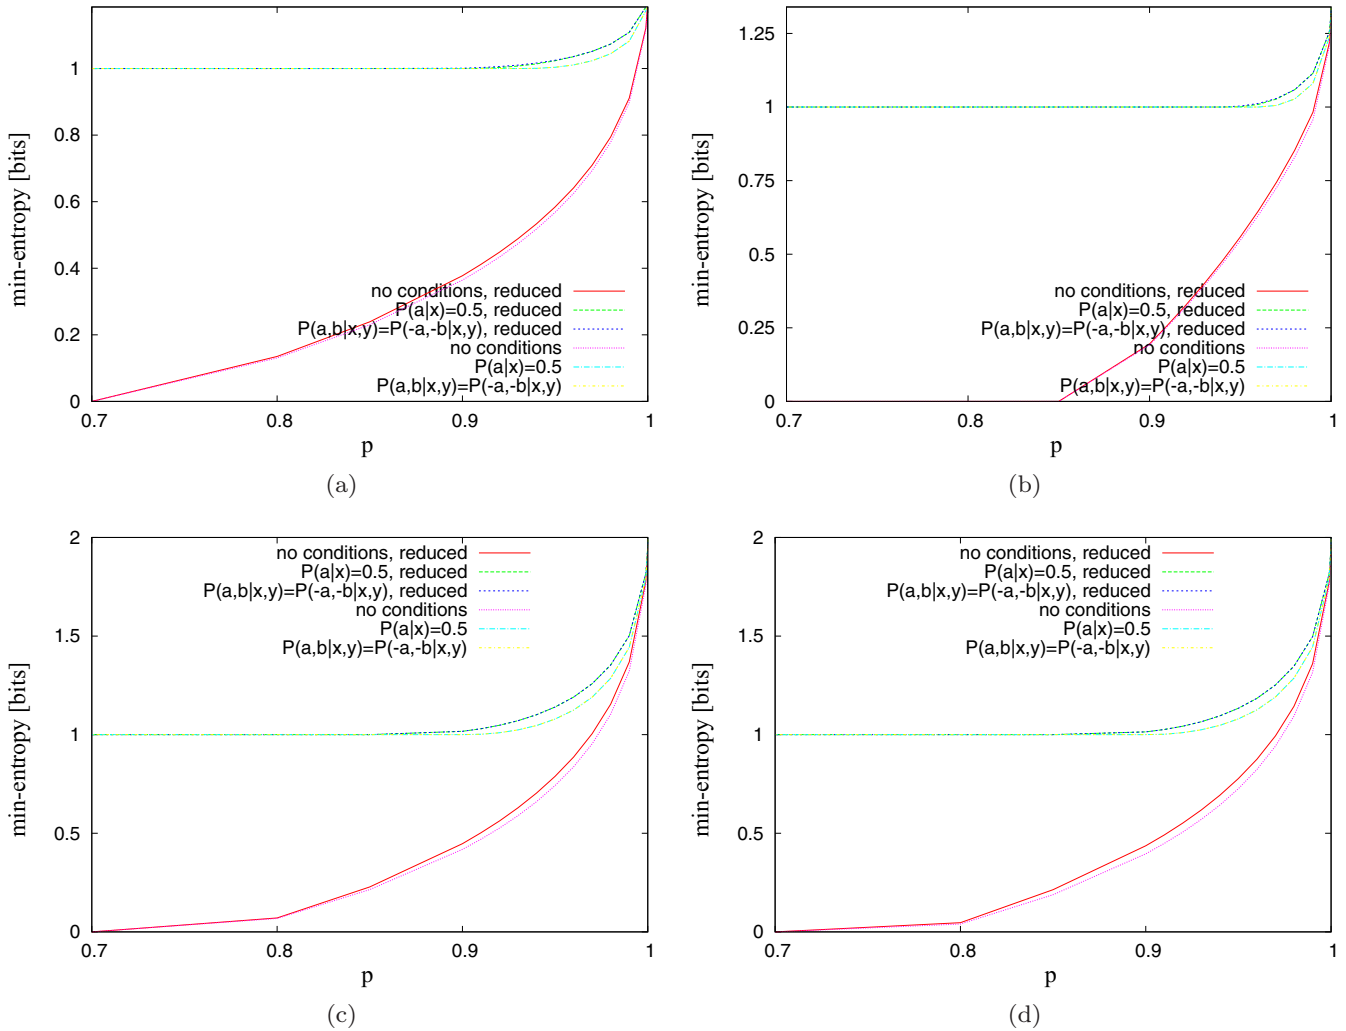 1
0.8
0.6
0.4
0.2
0
min-entropy [bits]
no conditions, reduced
P(a|x)=0.5, reduced
P(a,b|x,y)=P(-a,-b|x,y), reduced
no conditions
P(a|x)=0.5
P(a,b|x,y)=P(-a,-b|x,y)
0.7 0.8 0.9 1
p
(a)
1.25
1
0.75
0.5
0.25
0
min-entropy [bits]
no conditions, reduced
P(a|x)=0.5, reduced
P(a,b|x,y)=P(-a,-b|x,y), reduced
no conditions
P(a|x)=0.5
P(a,b|x,y)=P(-a,-b|x,y)
0.7 0.8 0.9 1
p
(b)
2
1.5
1
0.5
0
min-entropy [bits]
no conditions, reduced
P(a|x)=0.5, reduced
P(a,b|x,y)=P(-a,-b|x,y), reduced
no conditions
P(a|x)=0.5
P(a,b|x,y)=P(-a,-b|x,y)
0.7 0.8 0.9 1
p
(c)
2
1.5
1
0.5
0
min-entropy [bits]
no conditions, reduced
P(a|x)=0.5, reduced
P(a,b|x,y)=P(-a,-b|x,y), reduced
no conditions
P(a|x)=0.5
P(a,b|x,y)=P(-a,-b|x,y)
0.7 0.8 0.9 1
p
(d)